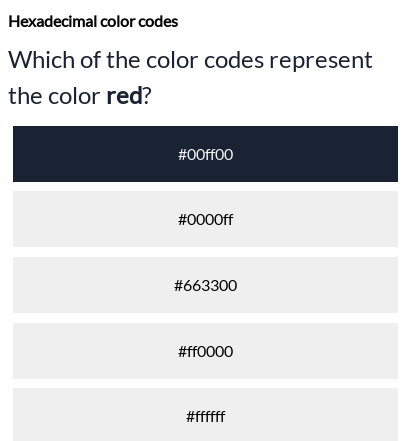 Hexadecimal color codes
Which of the color codes represent
the color red?
#00ff00
#0000ff
#663300
#ff0000
#ffffff